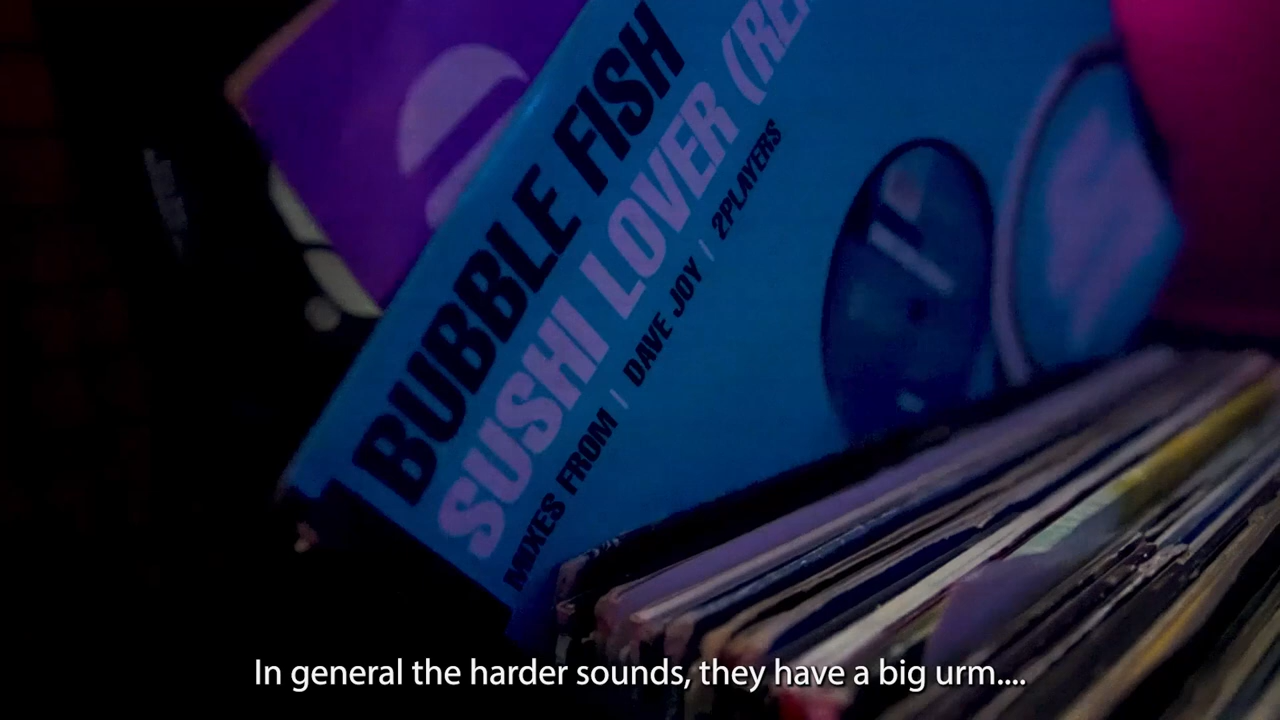 BUBBLE FISH
SUSHI LOVER (RE
MIXES FROM | DAVE JOY | 2PLAYERS
In general the harder sounds, they have a big urm....